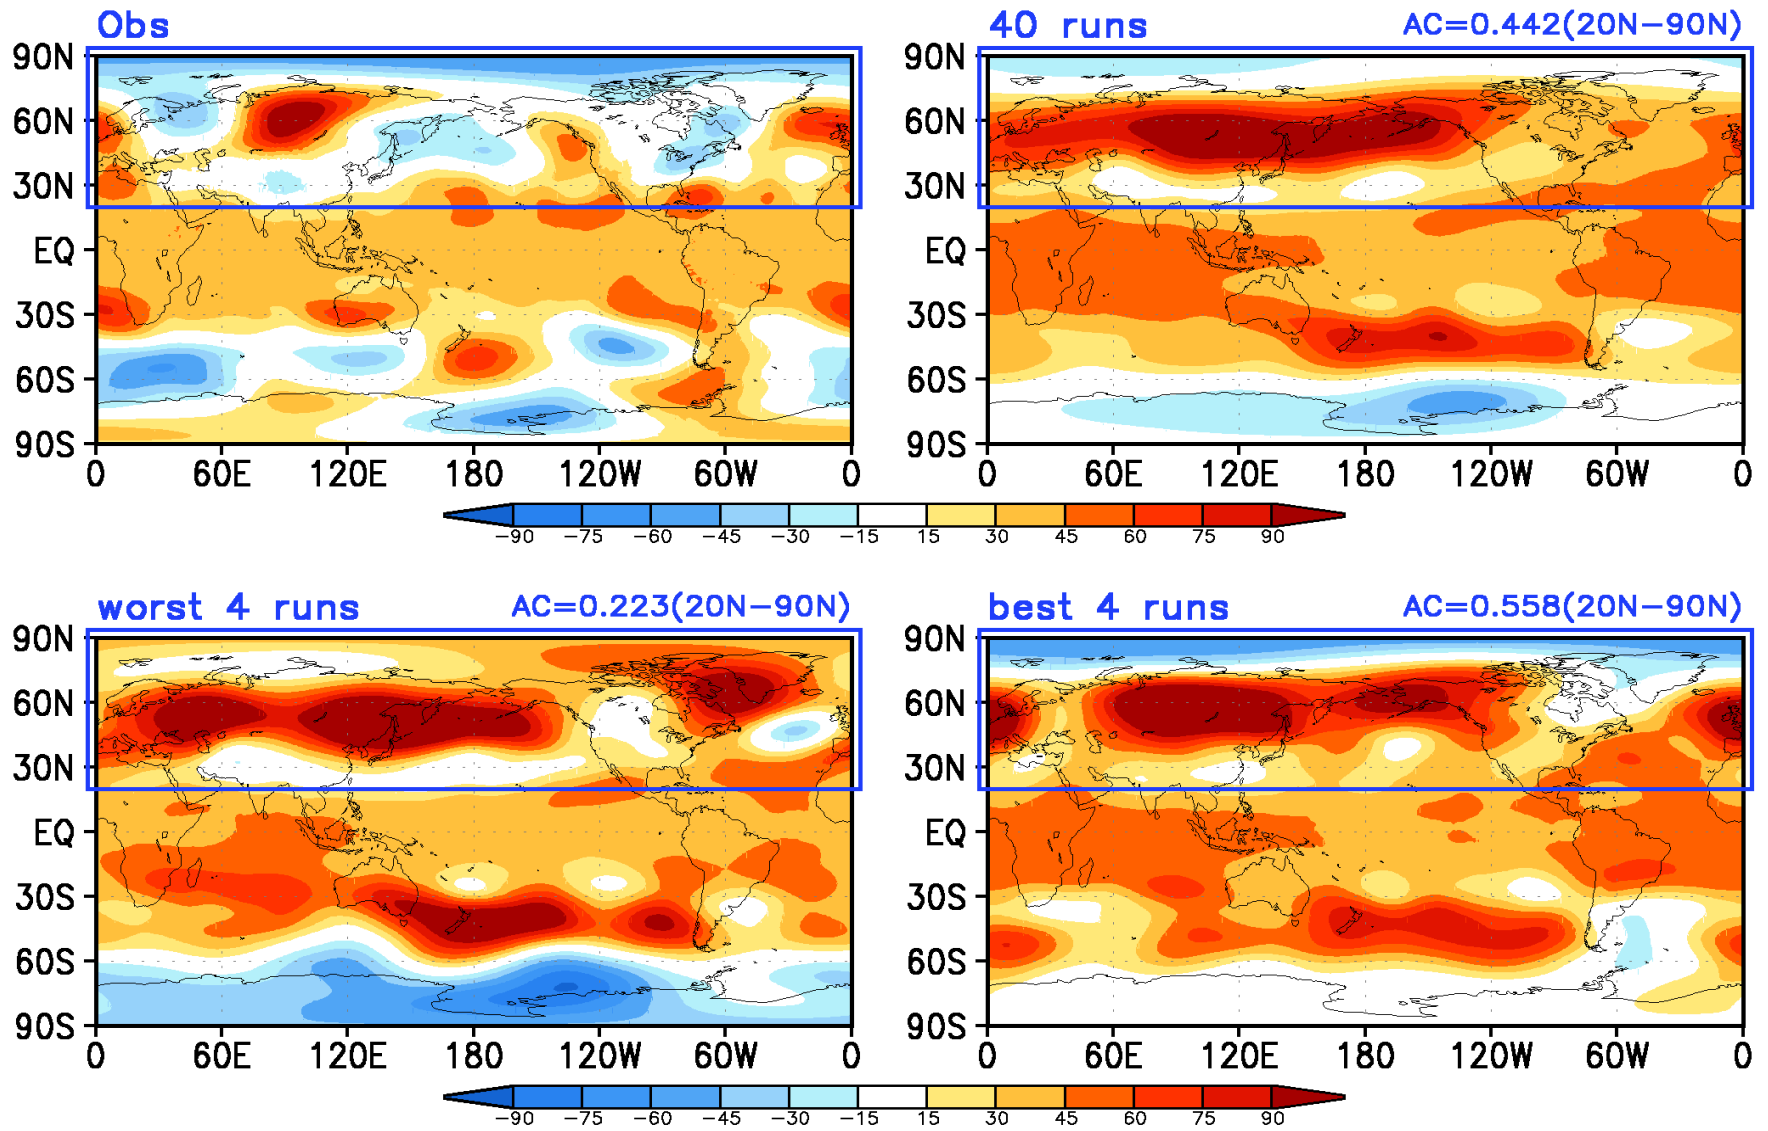 Obs
40 runs AC=0.442(20N−90N)
90N 90N
60N 60N
30N 30N
EQ EQ
30S 30S
60S 60S
90S 90S
0 60E 120E 180 120W 60W 0 0 60E 120E 180 120W 60W 0
−90 −75 −60 −45 −30 −15 15 30 45 60 75 90
worst 4 runs AC=0.223(20N−90N) best 4 runs AC=0.558(20N−90N)
90N 90N
60N 60N
30N 30N
EQ EQ
30S 30S
60S 60S
90S 90S
0 60E 120E 180 120W 60W 0 0 60E 120E 180 120W 60W 0
−90 −75 −60 −45 −30 −15 15 30 45 60 75 90